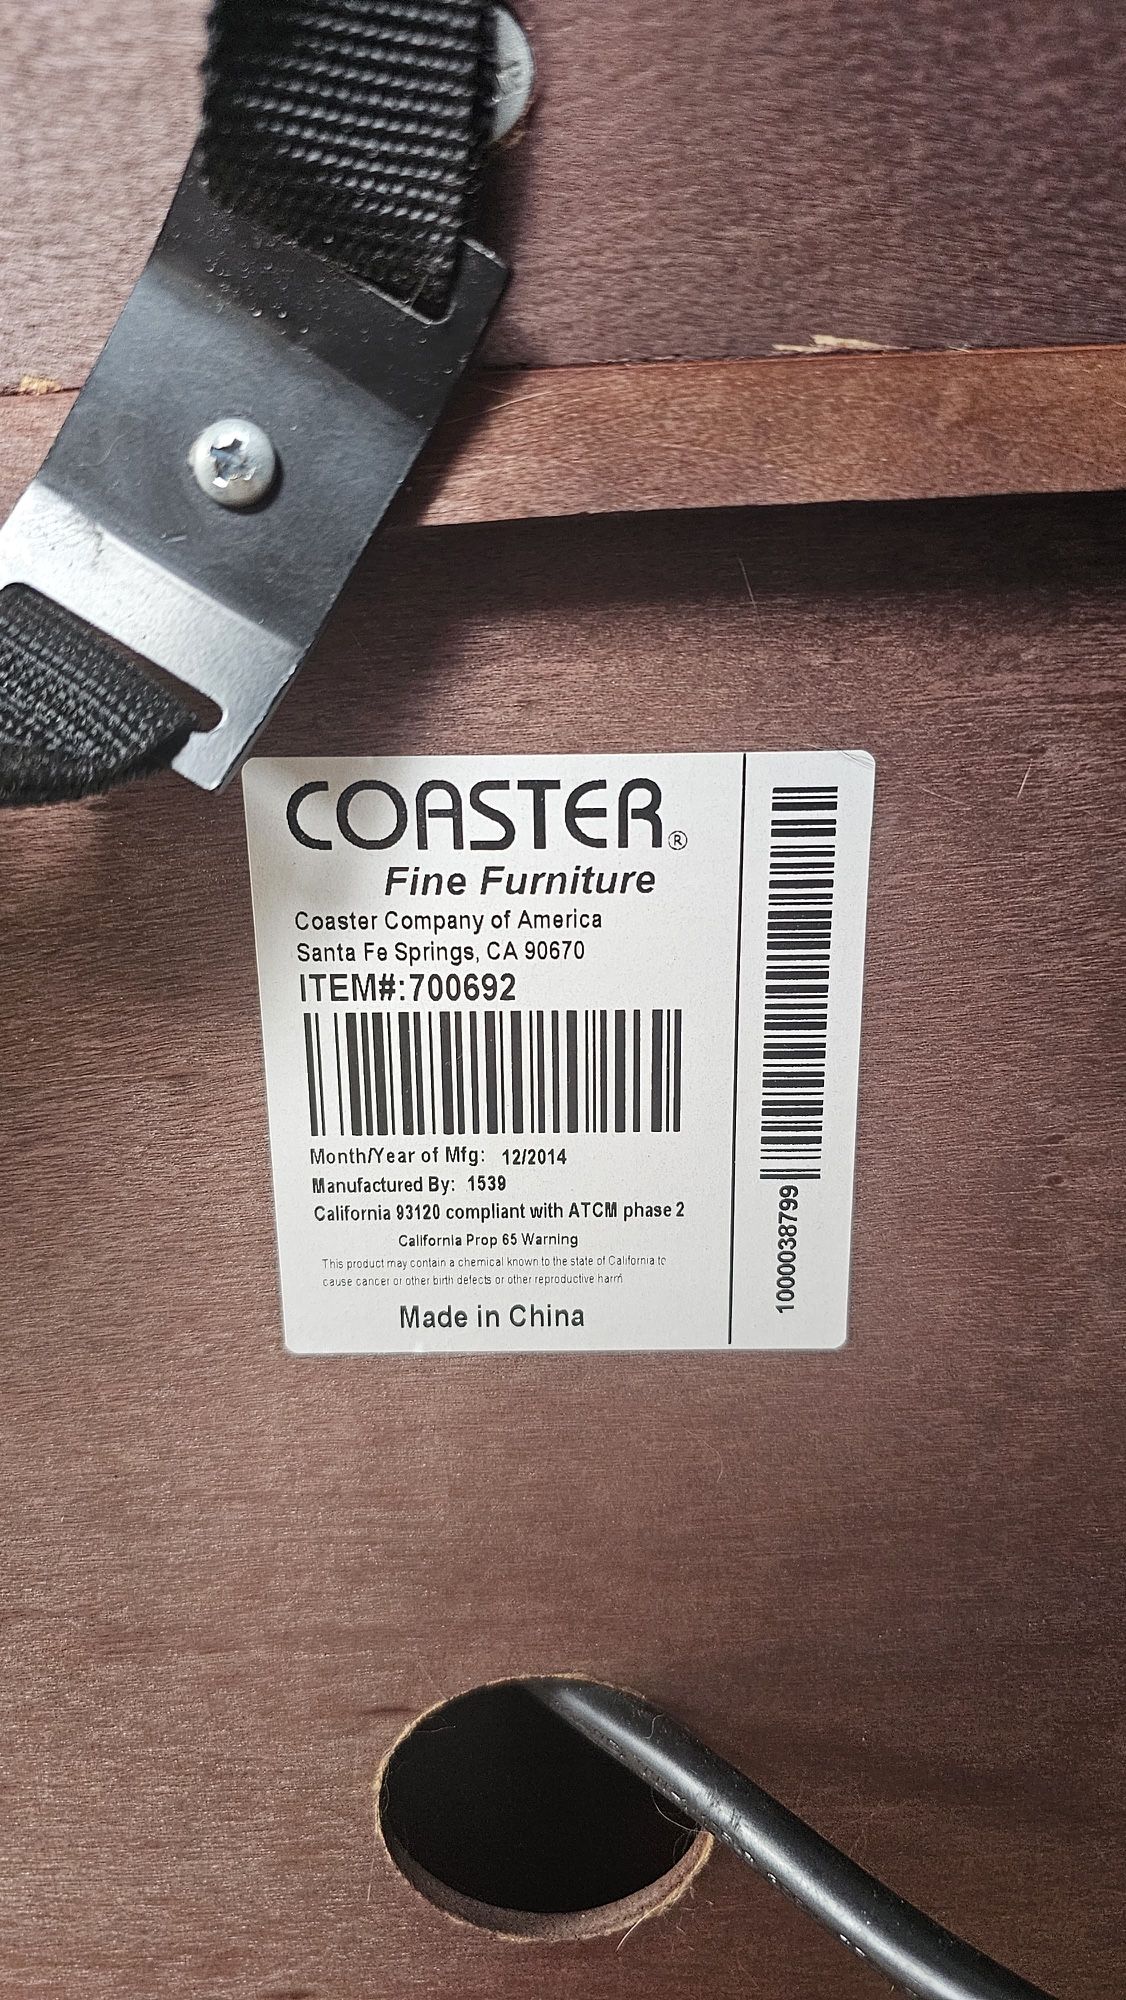 COASTER®
Fine Furniture
Coaster Company of America
Santa Fe Springs, CA 90670
ITEM#:700692
Month/Year of Mfg: 12/2014
Manufactured By: 1539
California 93120 compliant with ATCM phase 2
California Prop 65 Warning
This product may contain a chemical known to the state of California to
cause cancer or other birth defects or other reproductive harm
Made in China
1000038799